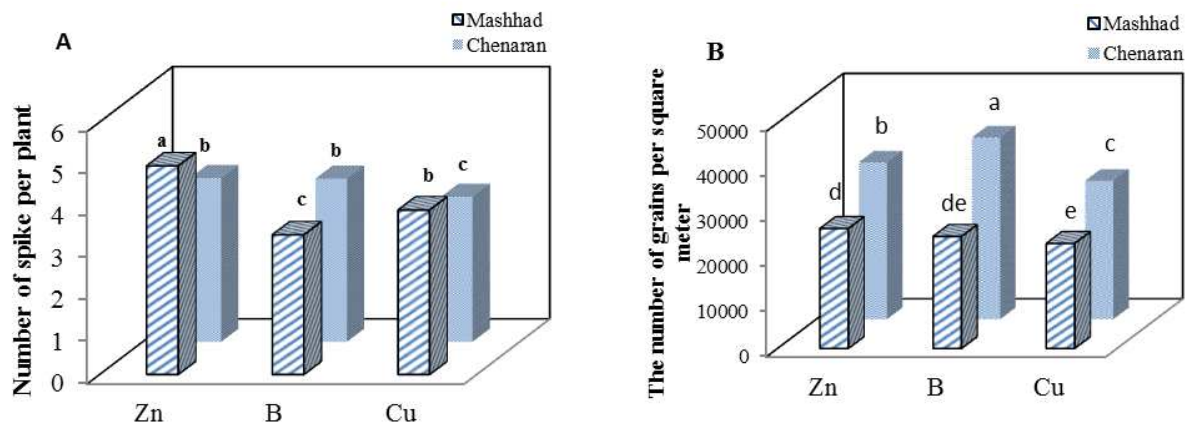 A
Mashhad
Chenaran
Number of spike per plant
6
5
4
3
2
1
0
a
b
c
b
b
c
Zn
B
Cu
B
Mashhad
Chenaran
The number of grains per square
meter
50000
40000
30000
20000
10000
0
d
b
de
a
e
c
Zn
B
Cu